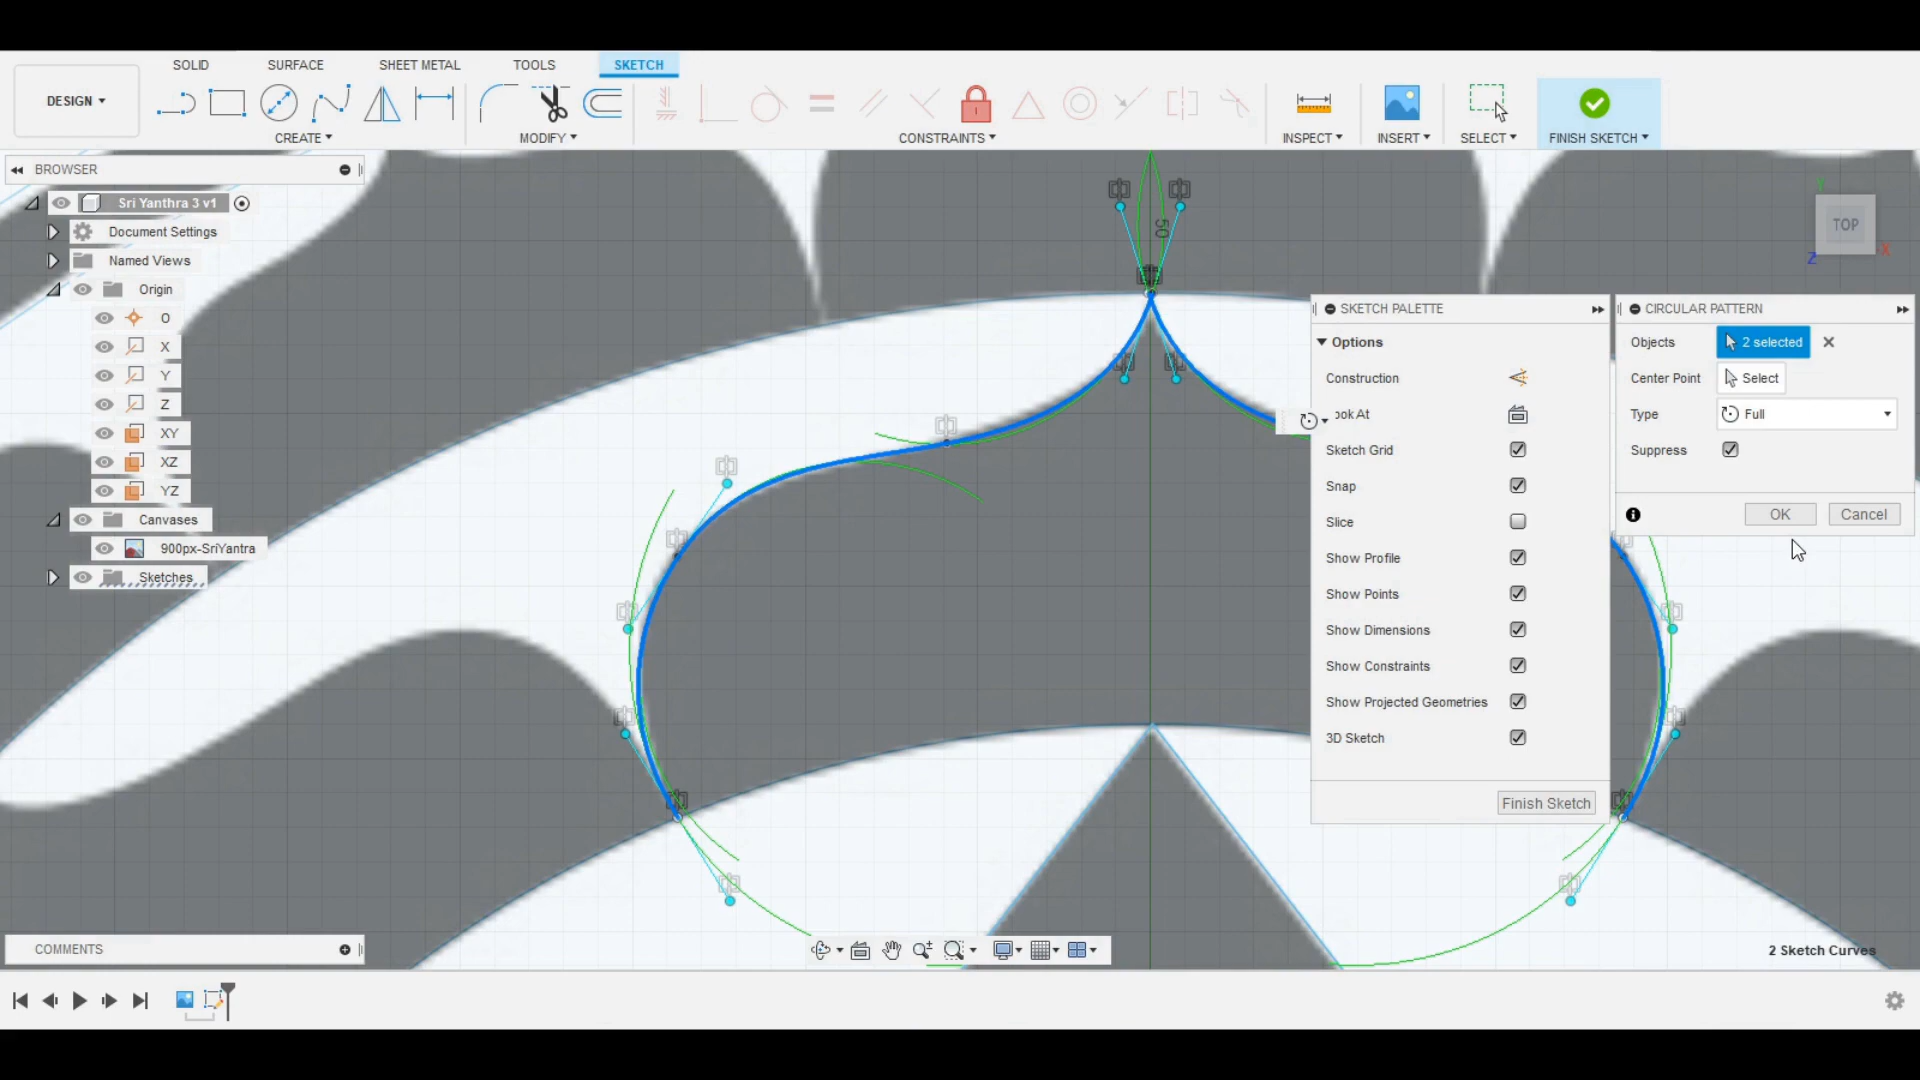 SOLID SURFACE SHEET METAL TOOLS SKETCH
DESIGN
CREATE MODIFY CONSTRAINTS INSPECT INSERT SELECT FINISH SKETCH
BROWSER
Sri Yanthra 3 v1
Document Settings
Named Views
Origin
O
X
Y
Z
XY
XZ
YZ
Canvases
900px-SriYantra
Sketches
50
Y
TOP
X
Z
SKETCH PALETTE
Options
Construction
ook At
Sketch Grid
Snap
Slice
Show Profile
Show Points
Show Dimensions
Show Constraints
Show Projected Geometries
3D Sketch
Finish Sketch
CIRCULAR PATTERN
Objects 2 selected
Center Point Select
Type Full
Suppress
OK Cancel
COMMENTS
2 Sketch Curves